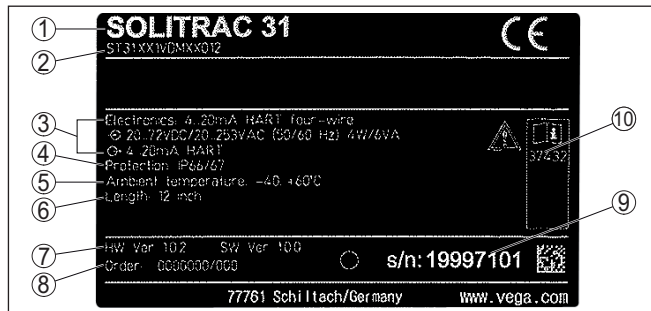 ① SOLITRAC 31 CE
② ST31XX1VDMXX012
③ Electronics: 4..20mA HART four-wire
20..72VDC/20..253VAC (50/60 Hz) 4W/6VA
4..20mA HART
④ Protection: IP66/67
⑩ 37432
⑤ Ambient temperature: -40..+60°C
⑥ Length: 12 inch
⑨
⑦ HW Ver 1.0.2 SW Ver 1.0.0
⑧ Order: 0000000/000 s/n: 19997101
77761 Schiltach/Germany www.vega.com